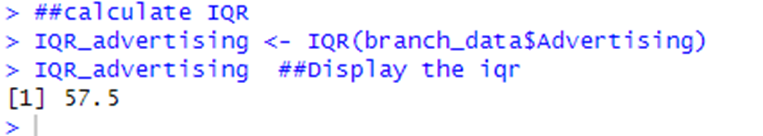 > ##calculate IQR
> IQR_advertising <- IQR(branch_data$Advertising)
> IQR_advertising  ##Display the iqr
[1] 57.5
>